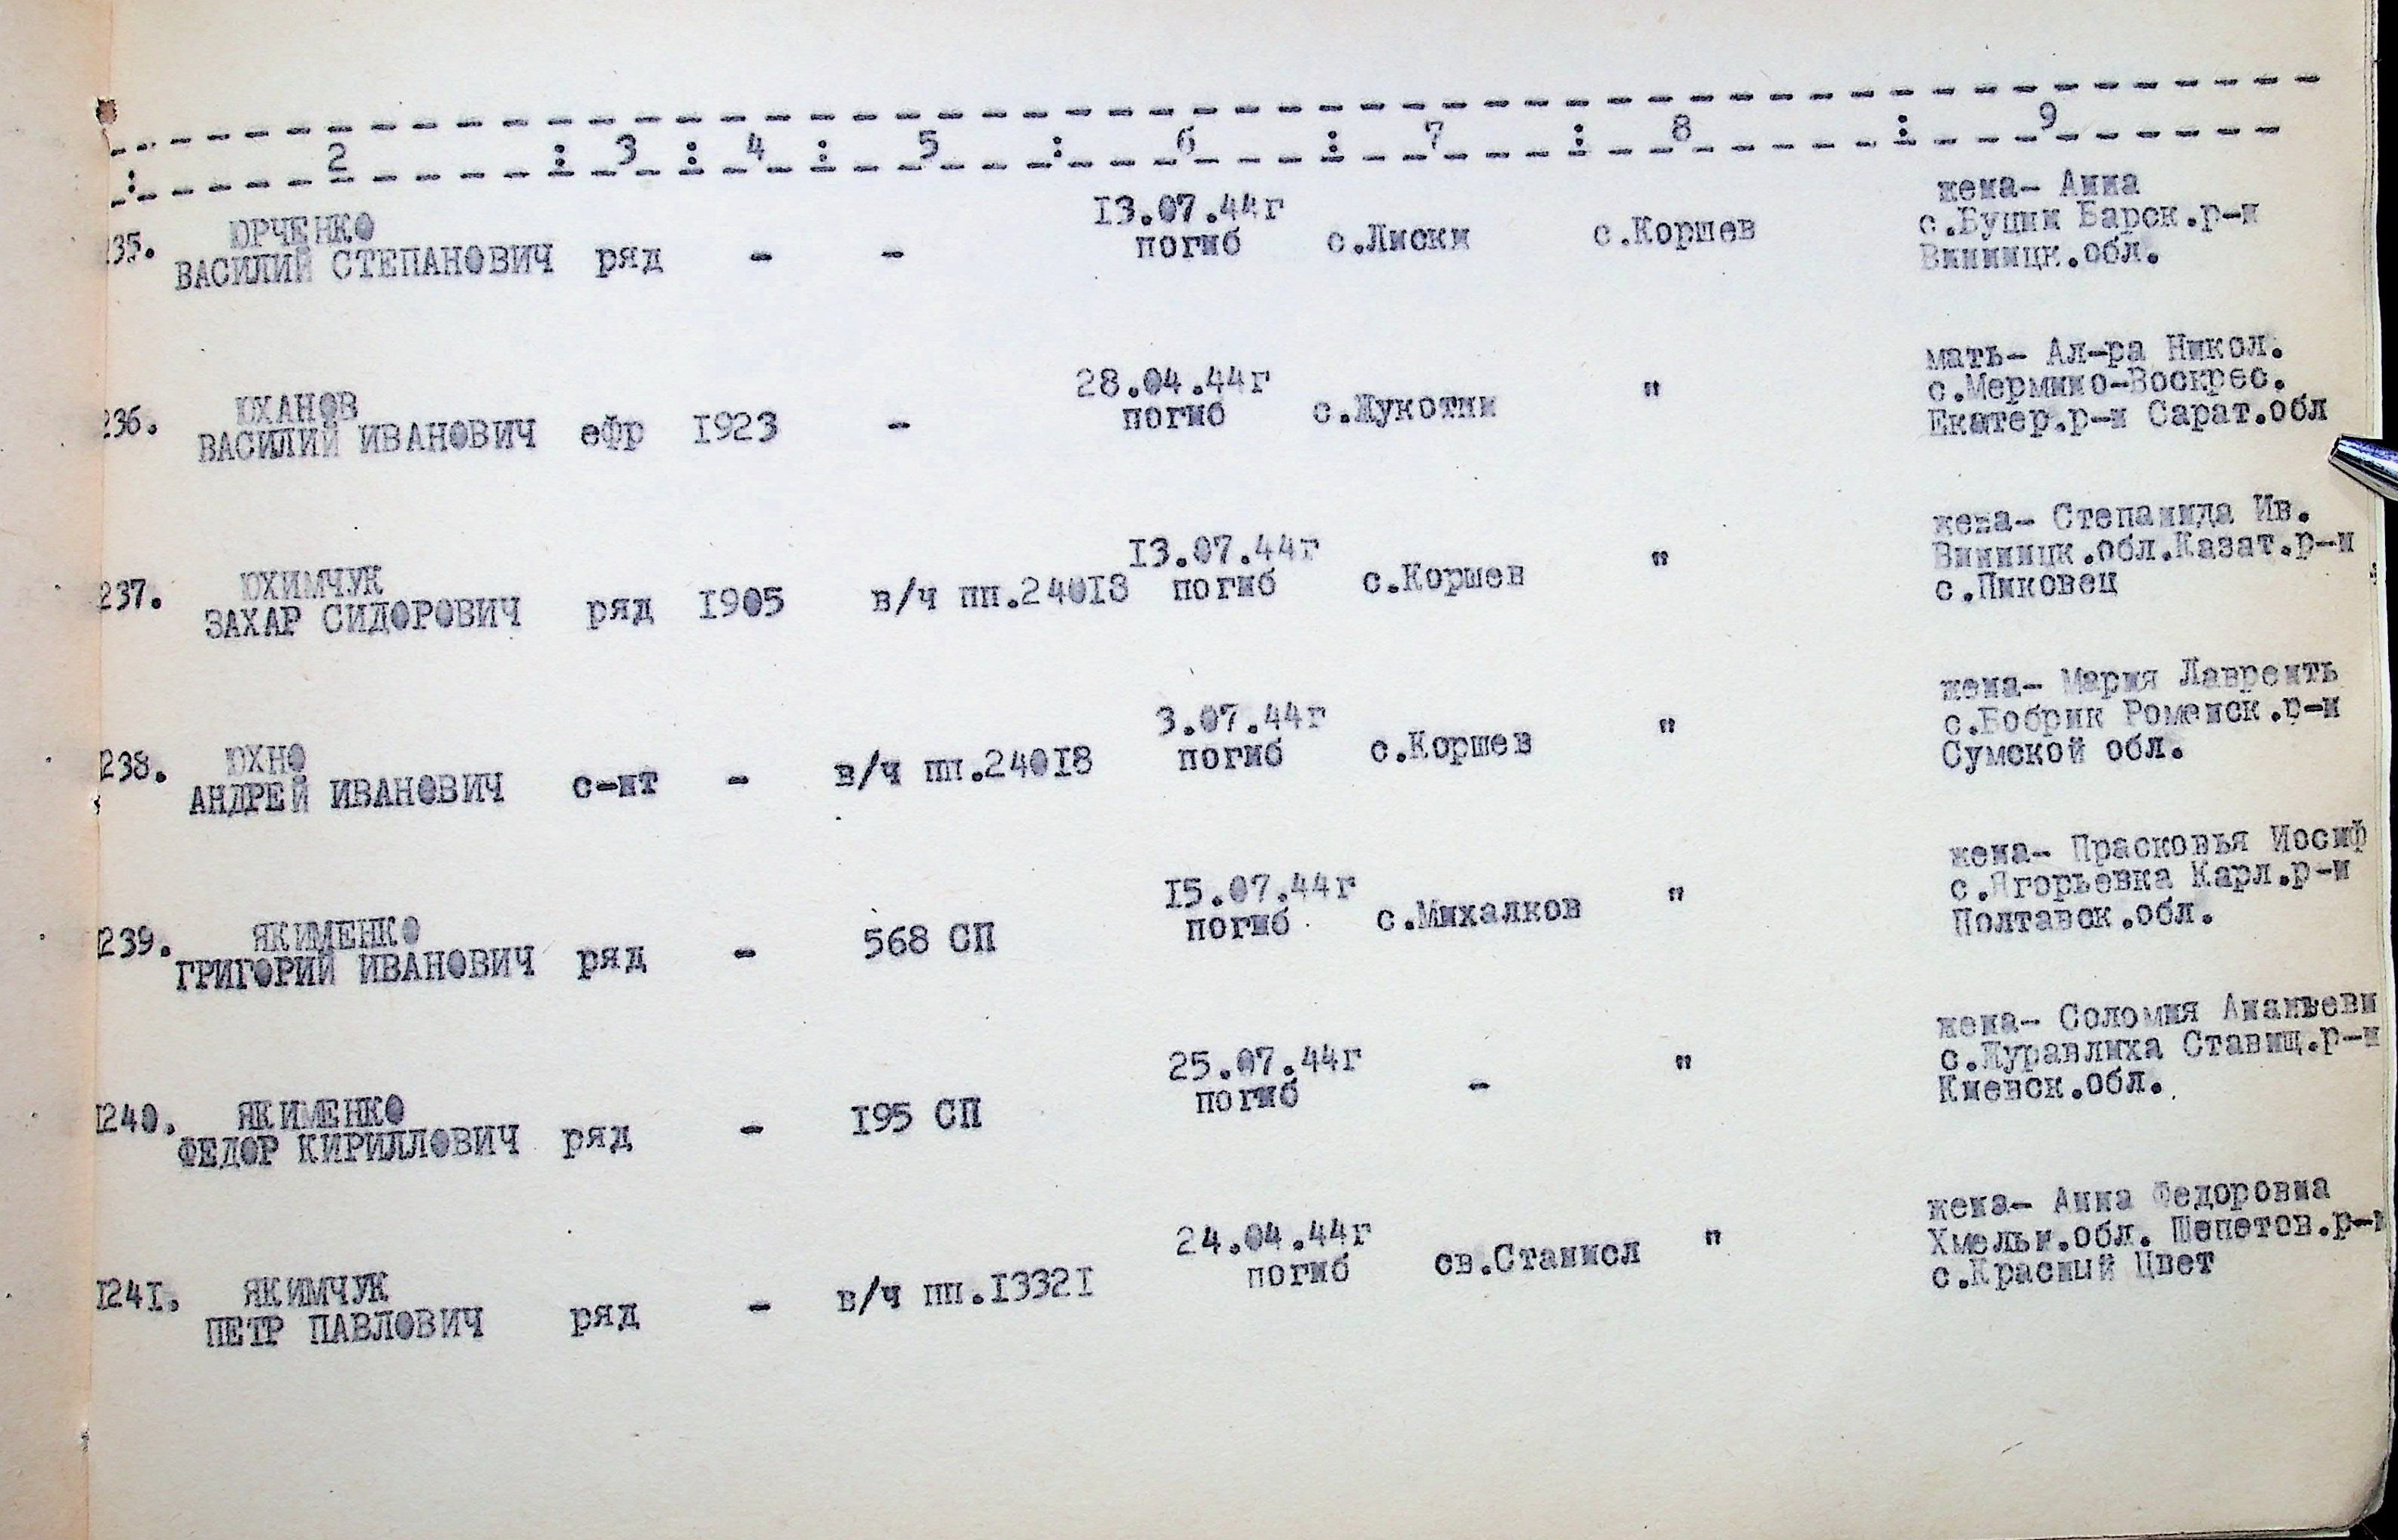 : 2 : 3 : 4 : 5 : 6 : 7 : 8 : 9
235. ЮРЧЕНКО ВАСИЛИЙ СТЕПАНОВИЧ ряд - - 13.07.44г погиб с.Лиски с.Коршев жена- Анна
с.Буцни Барск.р-н
Винницк.обл.
236. ЮХАНОВ ВАСИЛИЙ ИВАНОВИЧ ефр 1923 - 28.04.44г погиб с.Жукотин " мать- Ал-ра Никол.
с.Мермино-Воскрес.
Екатер.р-н Сарат.обл
237. ЮХИМЧУК ЗАХАР СИДОРОВИЧ ряд 1905 в/ч пп.24018 13.07.44г погиб с.Коршев " жена- Степанида Ив.
Винницк.обл.Казат.р-н
с.Пиковец
238. ЮХНО АНДРЕЙ ИВАНОВИЧ с-нт - в/ч пп.24018 3.07.44г погиб с.Коршев " жена- Мария Лаврент
с.Бобрик Роменск.р-н
Сумской обл.
1239. ЯКИМЕНКО ГРИГОРИЙ ИВАНОВИЧ ряд - 568 СП 15.07.44г погиб с.Михалков " жена- Прасковья Иосиф
с.Ягорьевка Карл.р-н
Полтавск.обл.
1240. ЯКИМЕНКО ФЕДОР КИРИЛЛОВИЧ ряд - 195 СП 25.07.44г погиб - " жена- Соломия Ананьевн
с.Журавлиха Ставищ.р-н
Киевск.обл.
1241. ЯКИМЧУК ПЕТР ПАВЛОВИЧ ряд - в/ч пп.13321 24.04.44г погиб св.Станисл " жена- Анна Федоровна
Хмельн.обл. Шепетов.р-н
с.Красный Цвет